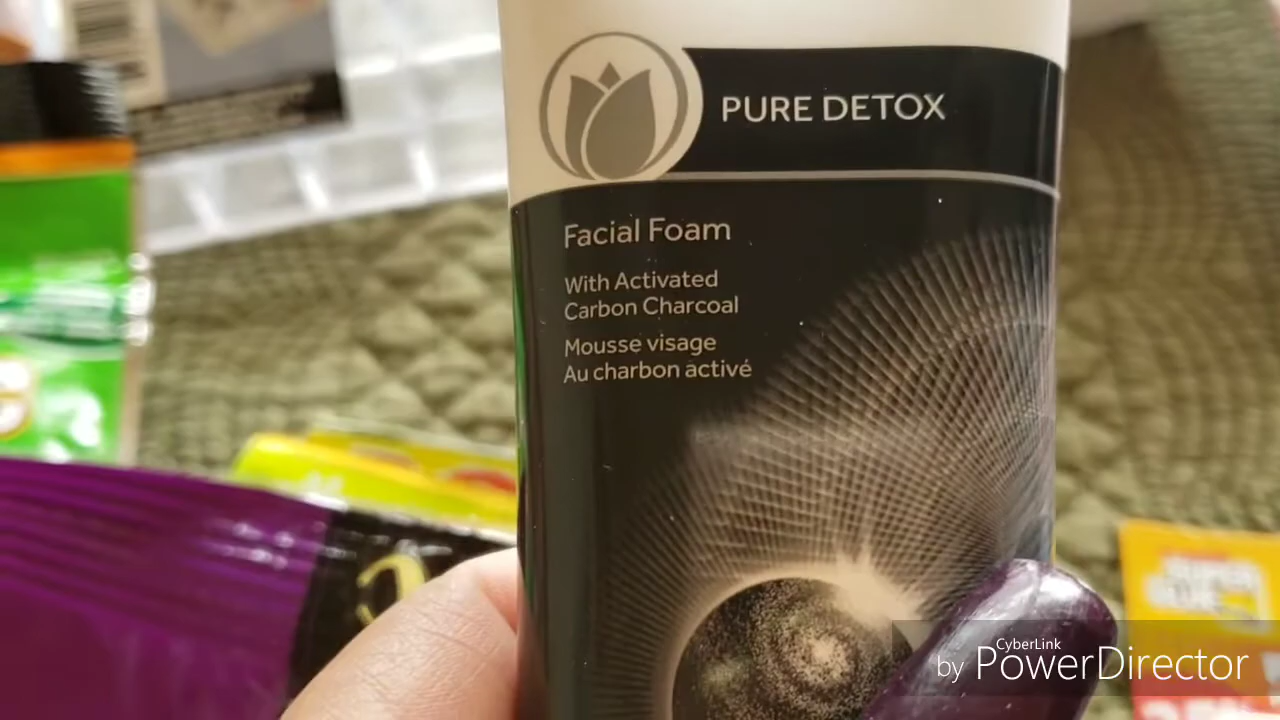 PURE DETOX
Facial Foam
With Activated
Carbon Charcoal
Mousse visage
Au charbon activé
CyberLink
by PowerDirector